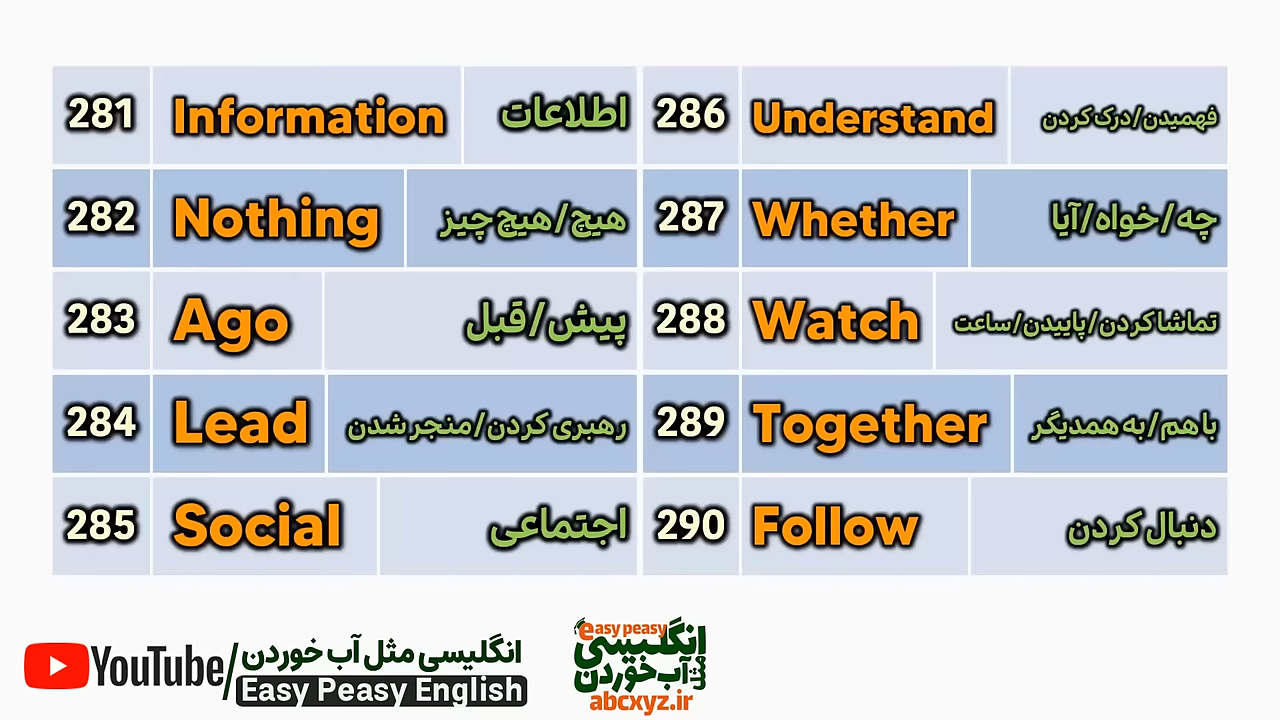 281 Information اطلاعات
282 Nothing هیچ/هیچ چیز
283 Ago پیش/قبل
284 Lead رهبری کردن/منجر شدن
285 Social اجتماعی
286 Understand فهمیدن/درک کردن
287 Whether چه/خواه/آیا
288 Watch تماشا کردن/پاییدن/ساعت
289 Together باهم/به همدیگر
290 Follow دنبال کردن
YouTube/انگلیسی مثل آب خوردن
Easy Peasy English
easy peasy
انگلیسی
مثل آب خوردن
abcxyz.ir